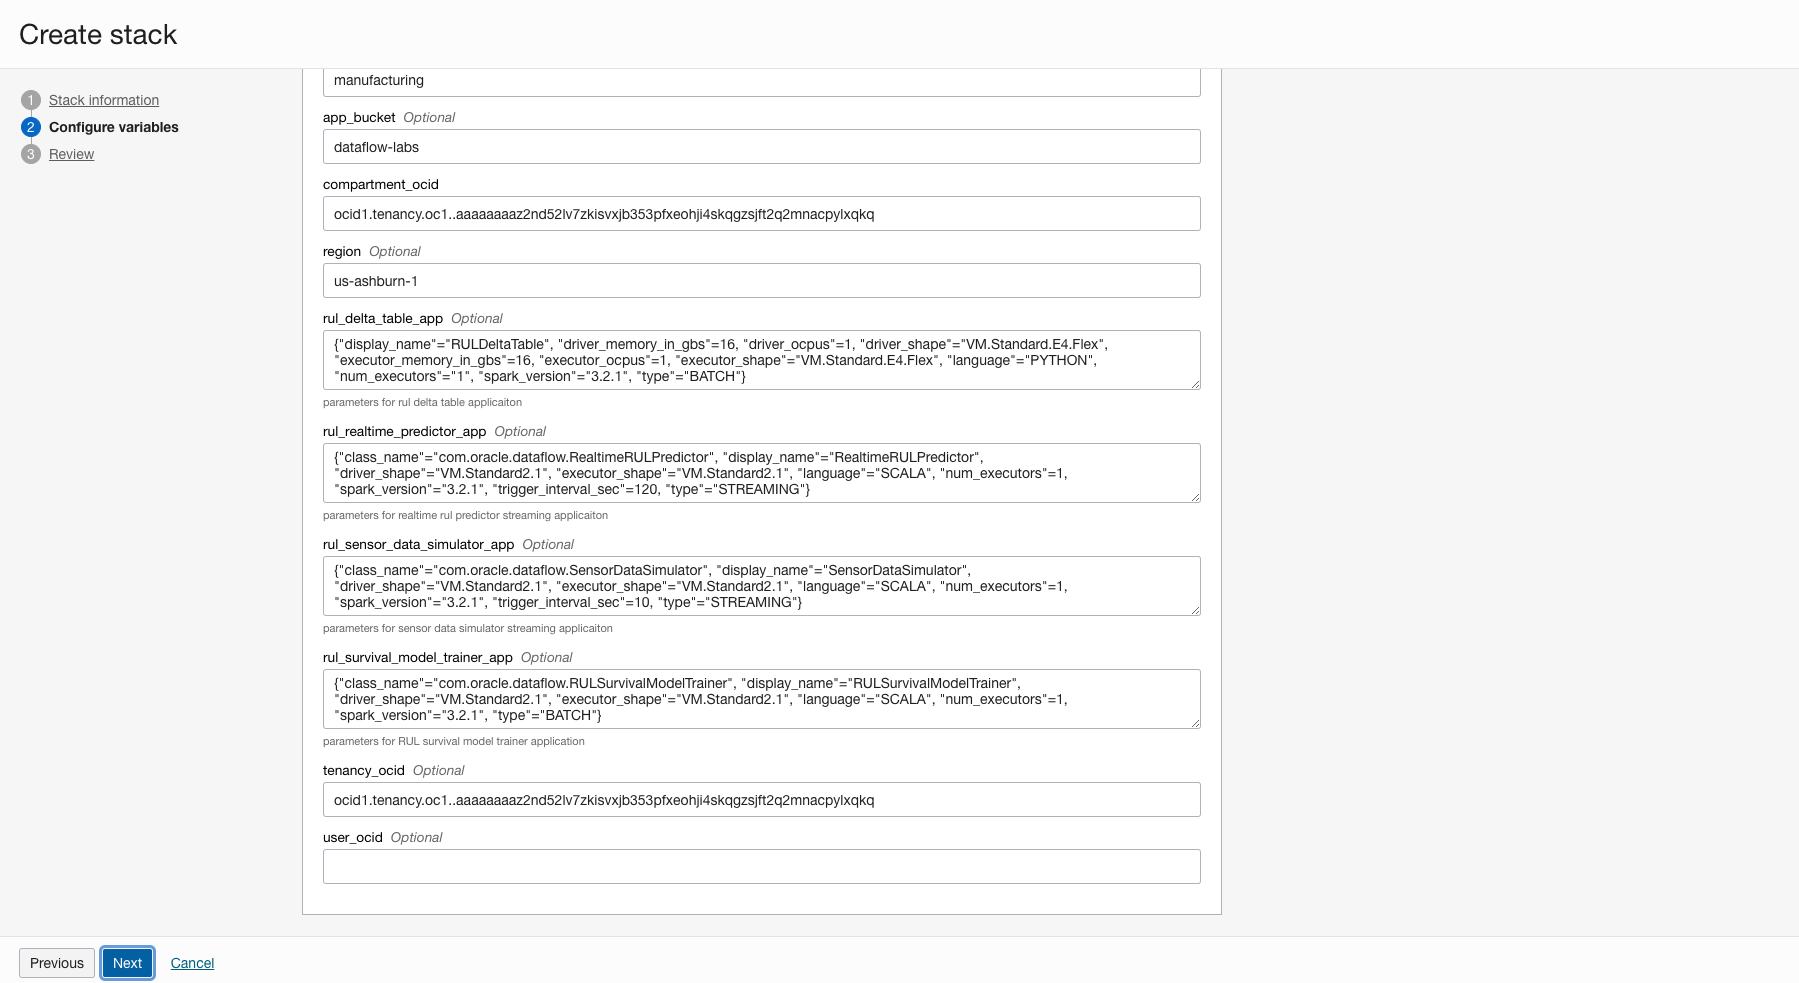 Create stack
1 Stack information
2 Configure variables
3 Review
manufacturing
app_bucket Optional
dataflow-labs
compartment_ocid
ocid1.tenancy.oc1..aaaaaaaaz2nd52lv7zkisvxjb353pfxeohji4skqgzsjft2q2mnacpylxqkq
region Optional
us-ashburn-1
rul_delta_table_app Optional
{"display_name"="RULDeltaTable", "driver_memory_in_gbs"=16, "driver_ocpus"=1, "driver_shape"="VM.Standard.E4.Flex",
"executor_memory_in_gbs"=16, "executor_ocpus"=1, "executor_shape"="VM.Standard.E4.Flex", "language"="PYTHON",
"num_executors"="1", "spark_version"="3.2.1", "type"="BATCH"}
parameters for rul delta table applicaiton
rul_realtime_predictor_app Optional
{"class_name"="com.oracle.dataflow.RealtimeRULPredictor", "display_name"="RealtimeRULPredictor",
"driver_shape"="VM.Standard2.1", "executor_shape"="VM.Standard2.1", "language"="SCALA", "num_executors"=1,
"spark_version"="3.2.1", "trigger_interval_sec"=120, "type"="STREAMING"}
parameters for realtime rul predictor streaming applicaiton
rul_sensor_data_simulator_app Optional
{"class_name"="com.oracle.dataflow.SensorDataSimulator", "display_name"="SensorDataSimulator",
"driver_shape"="VM.Standard2.1", "executor_shape"="VM.Standard2.1", "language"="SCALA", "num_executors"=1,
"spark_version"="3.2.1", "trigger_interval_sec"=10, "type"="STREAMING"}
parameters for sensor data simulator streaming applicaiton
rul_survival_model_trainer_app Optional
{"class_name"="com.oracle.dataflow.RULSurvivalModelTrainer", "display_name"="RULSurvivalModelTrainer",
"driver_shape"="VM.Standard2.1", "executor_shape"="VM.Standard2.1", "language"="SCALA", "num_executors"=1,
"spark_version"="3.2.1", "type"="BATCH"}
parameters for RUL survival model trainer application
tenancy_ocid Optional
ocid1.tenancy.oc1..aaaaaaaaz2nd52lv7zkisvxjb353pfxeohji4skqgzsjft2q2mnacpylxqkq
user_ocid Optional
Previous Next Cancel